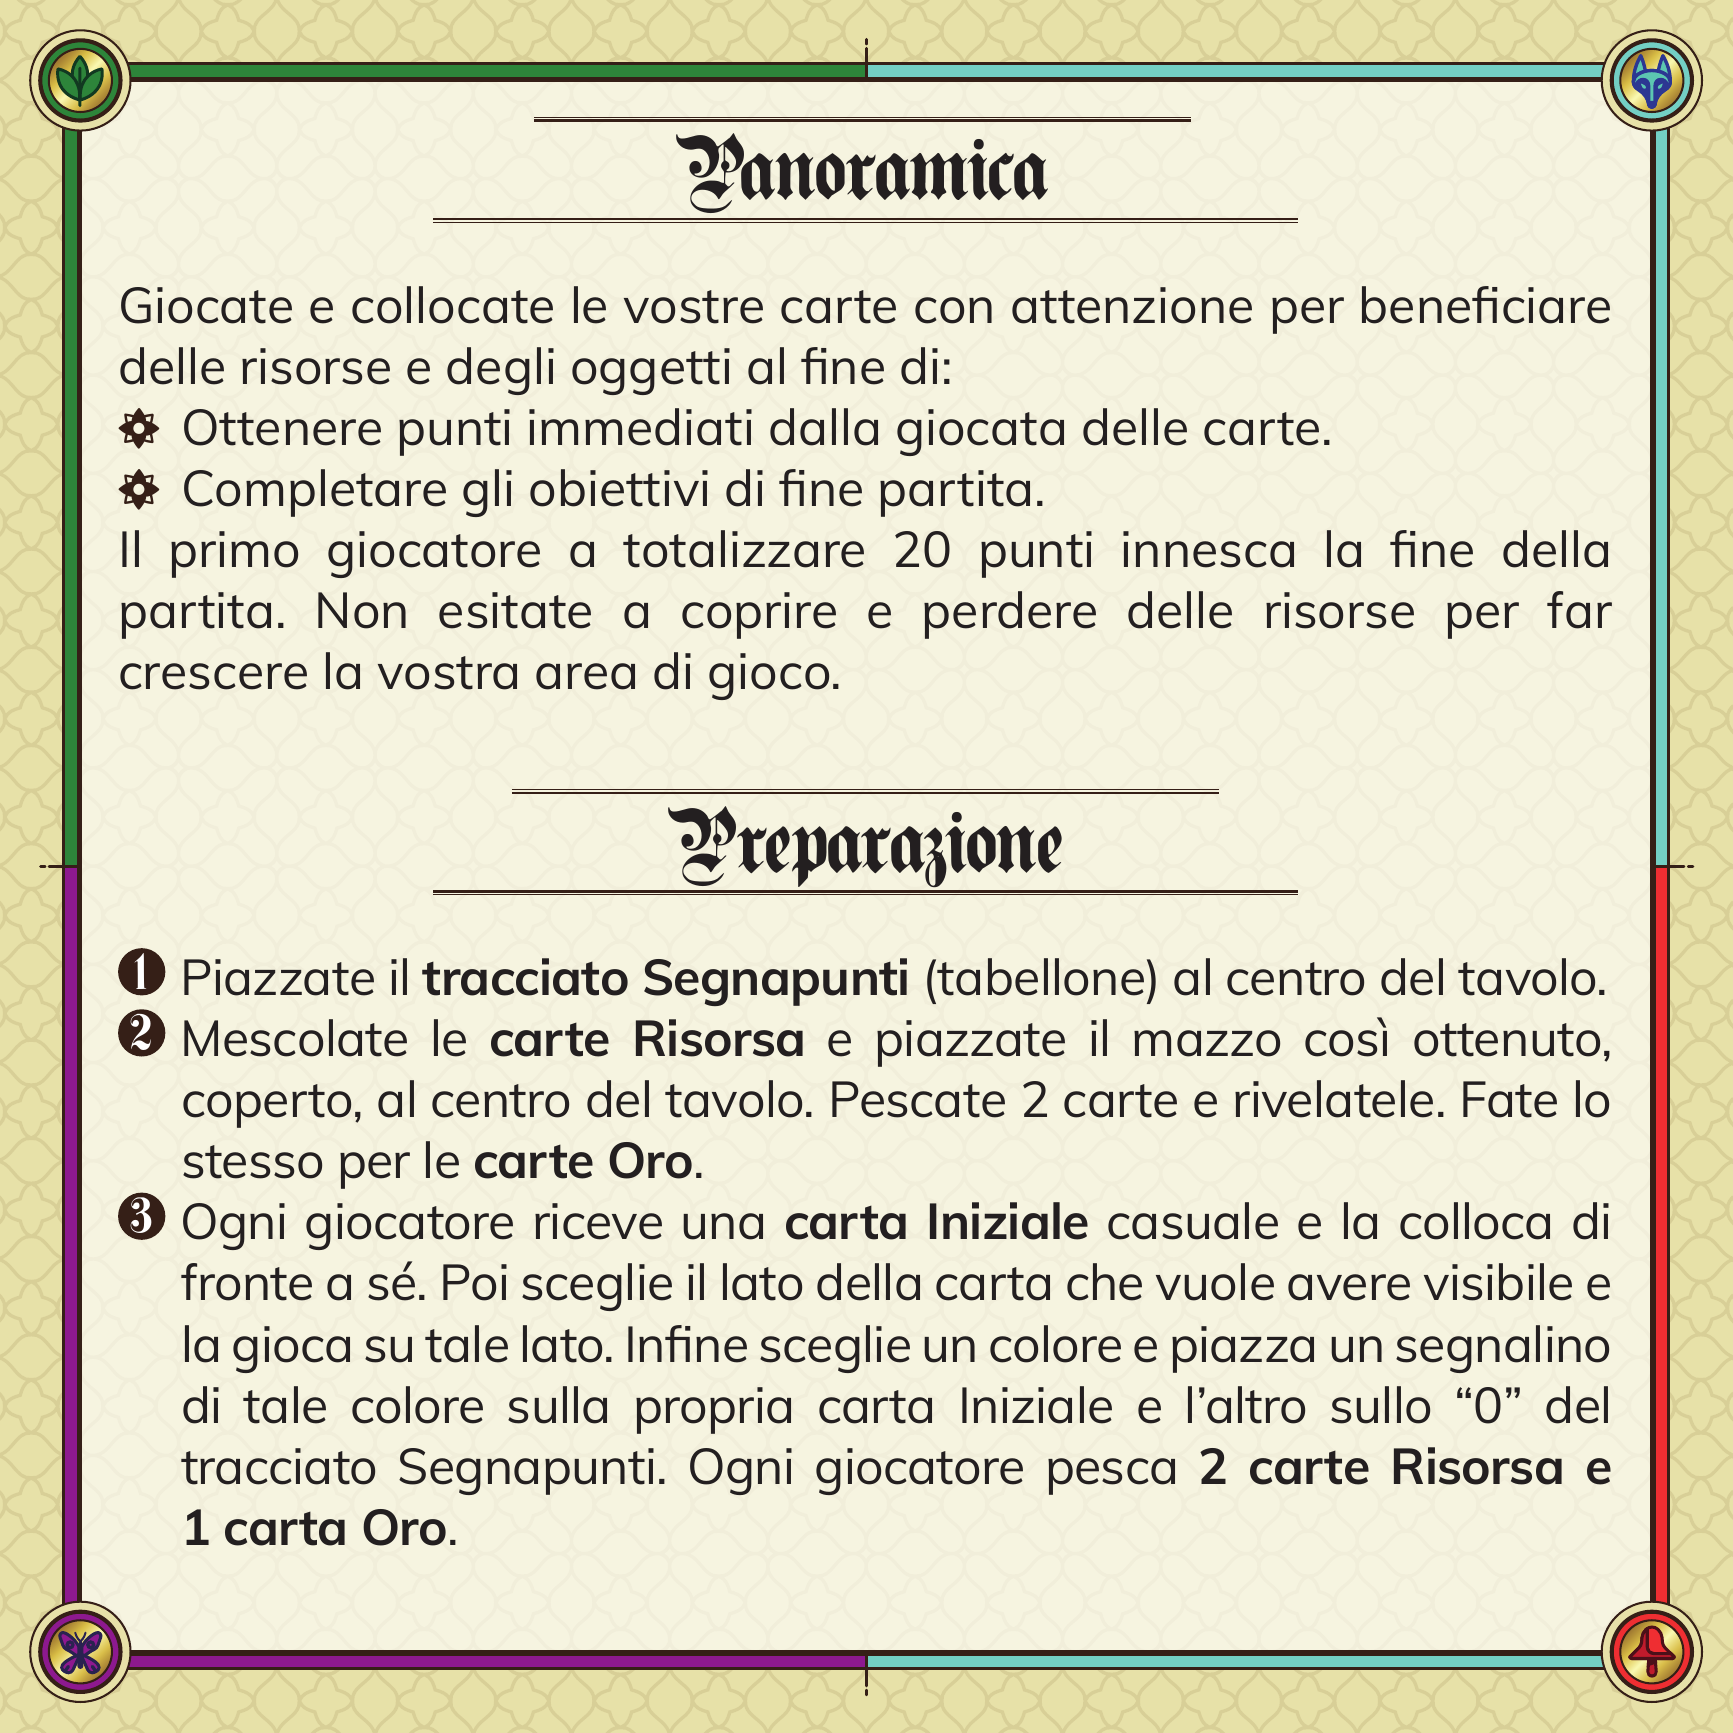 Panoramica
Giocate e collocate le vostre carte con attenzione per beneficiare
delle risorse e degli oggetti al fine di:
Ottenere punti immediati dalla giocata delle carte.
Completare gli obiettivi di fine partita.
Il primo giocatore a totalizzare 20 punti innesca la fine della
partita. Non esitate a coprire e perdere delle risorse per far
crescere la vostra area di gioco.
Preparazione
1 Piazzate il tracciato Segnapunti (tabellone) al centro del tavolo.
2 Mescolate le carte Risorsa e piazzate il mazzo così ottenuto,
coperto, al centro del tavolo. Pescate 2 carte e rivelatele. Fate lo
stesso per le carte Oro.
3 Ogni giocatore riceve una carta Iniziale casuale e la colloca di
fronte a sé. Poi sceglie il lato della carta che vuole avere visibile e
la gioca su tale lato. Infine sceglie un colore e piazza un segnalino
di tale colore sulla propria carta Iniziale e l’altro sullo “0” del
tracciato Segnapunti. Ogni giocatore pesca 2 carte Risorsa e
1 carta Oro.